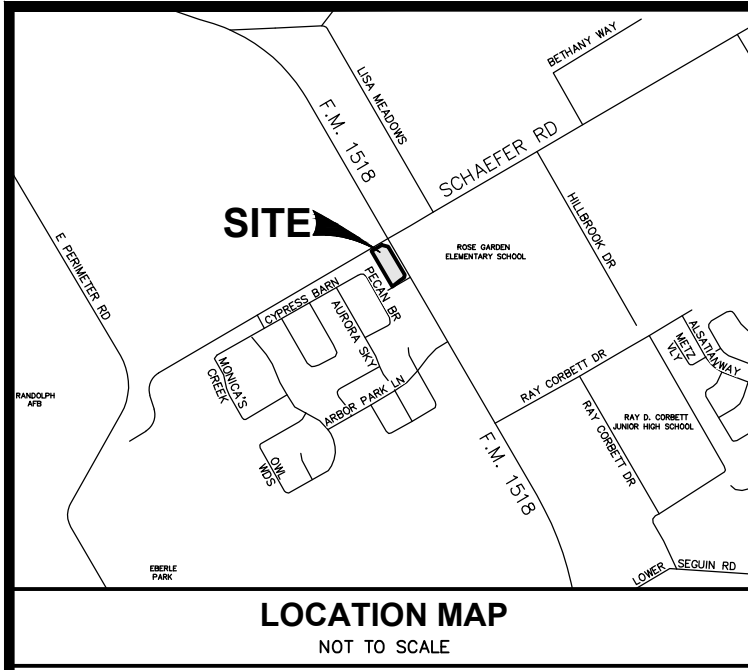 BETHANY WAY
LISA MEADOWS
F.M. 1518
SCHAEFER RD
SITE
HILLBROOK DR
ROSE GARDEN
ELEMENTARY SCHOOL
E PERIMETER RD
CYPRESS BARN
PECAN BR
AURORA SKY
MONICA'S
CREEK
ARBOR PARK LN
RAY CORBETT DR
METZ
VLY
ALSATIANWAY
RANDOLPH
AFB
RAY CORBETT DR
RAY D. CORBETT
JUNIOR HIGH SCHOOL
OWL
WDS
F.M. 1518
EBERLE
PARK
LOWER SEGUIN RD
LOCATION MAP
NOT TO SCALE